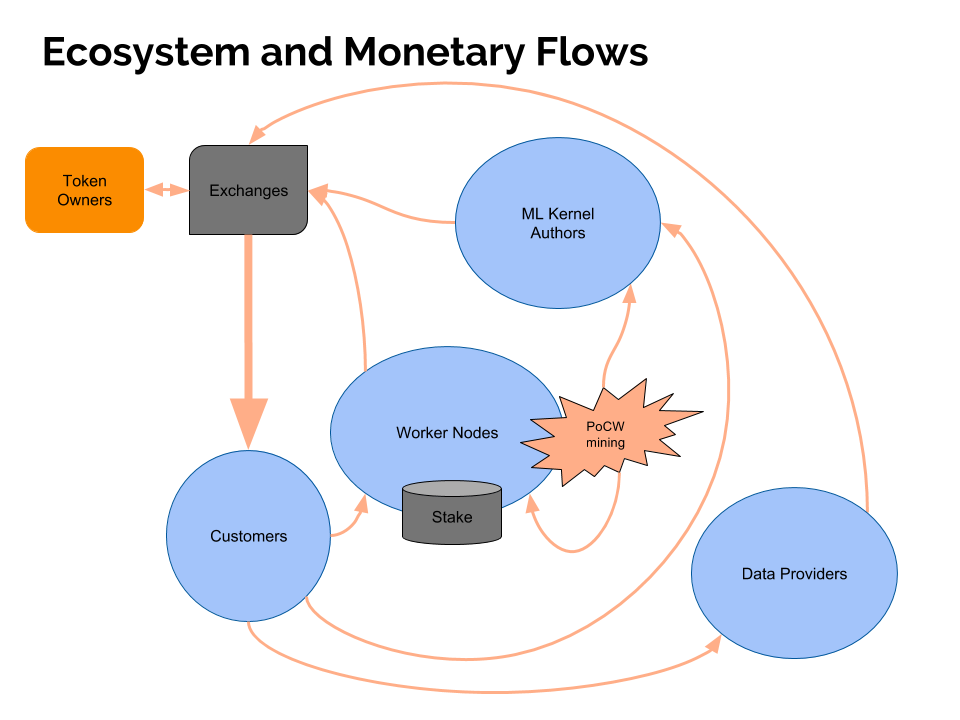 Ecosystem and Monetary Flows
Token
Owners
Exchanges
ML Kernel
Authors
Worker Nodes
PoCW
mining
Stake
Customers
Data Providers